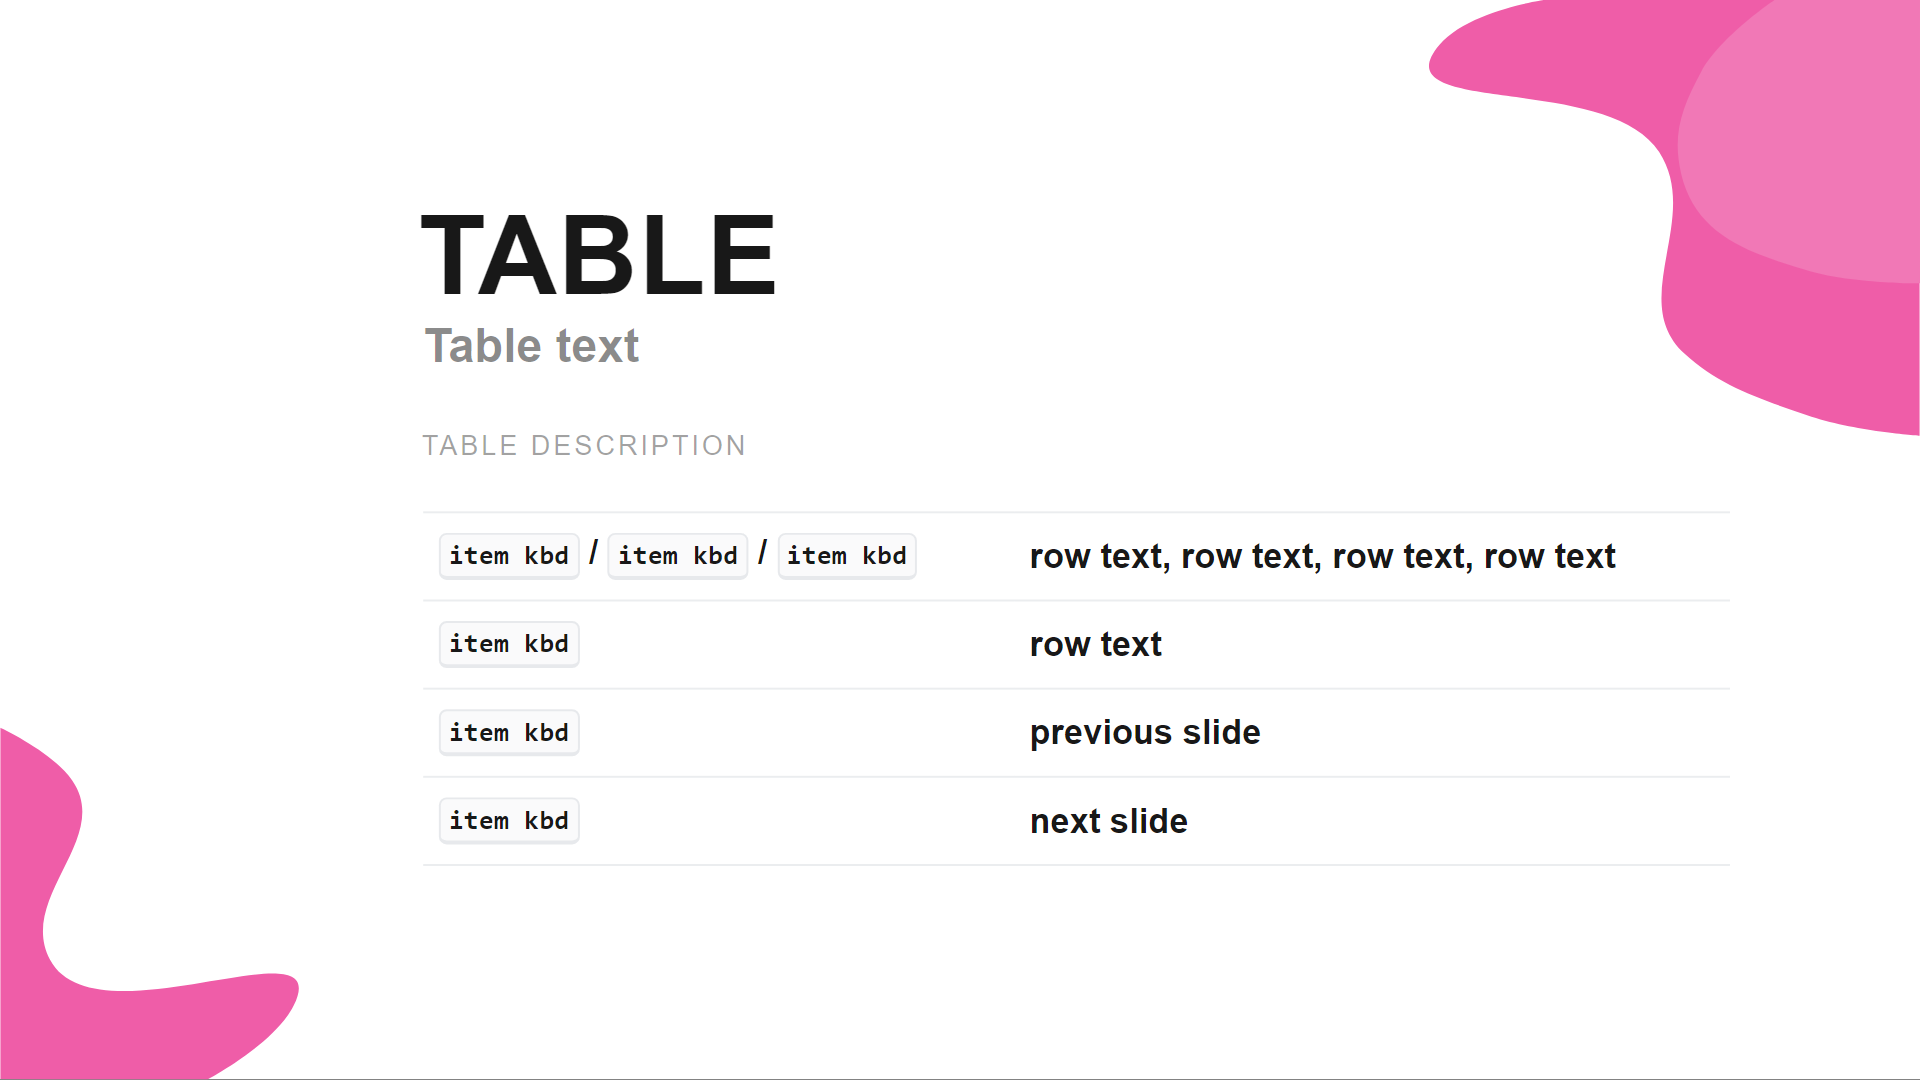 TABLE
Table text
TABLE DESCRIPTION
item kbd / item kbd / item kbd row text, row text, row text, row text
item kbd row text
item kbd previous slide
item kbd next slide